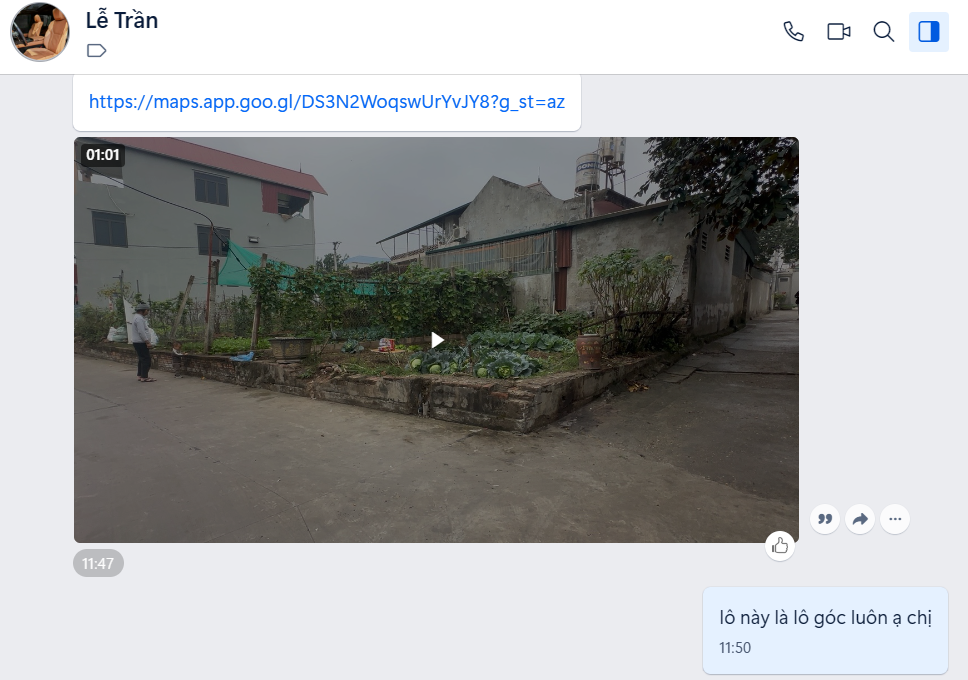 Lễ Trần
https://maps.app.goo.gl/DS3N2WoqswUrYvJY8?g_st=az
01:01
11:47
lô này là lô góc luôn ạ chị
11:50